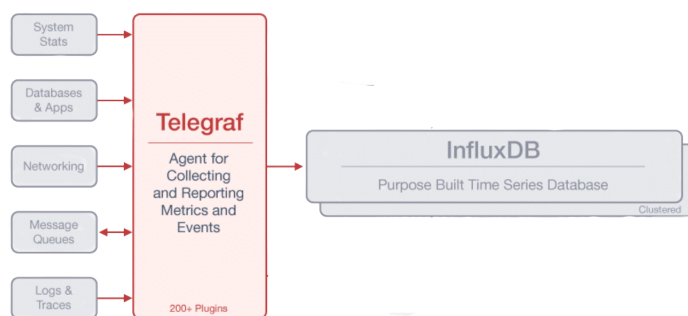 System
Stats
Databases
& Apps
Networking
Message
Queues
Logs &
Traces
Telegraf
Agent for
Collecting
and Reporting
Metrics and
Events
200+ Plugins
InfluxDB
Purpose Built Time Series Database
Clustered